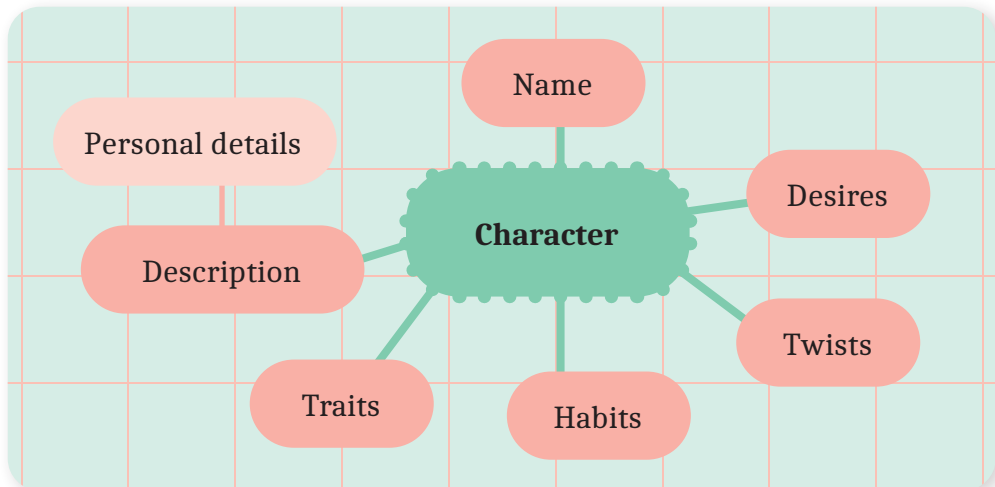 Name
Personal details
Desires
Character
Description
Twists
Traits
Habits